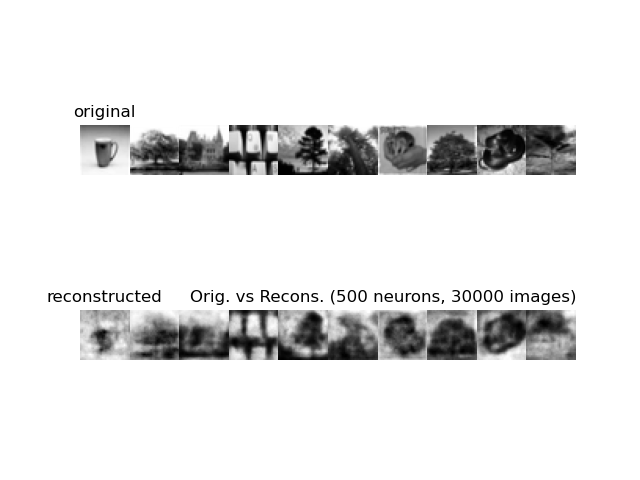 original
reconstructed
Orig. vs Recons. (500 neurons, 30000 images)